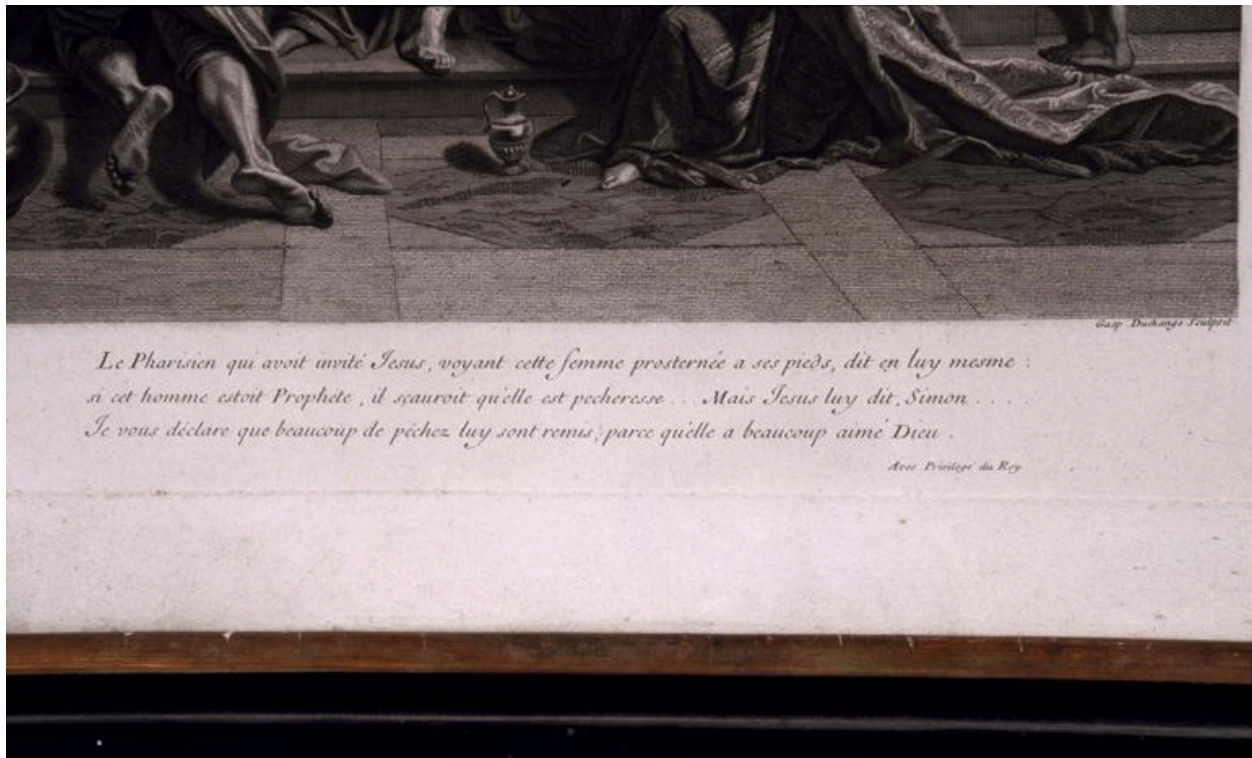 Gasp Duchange Sculpsit
Le Pharisien qui avoit invité Jesus, voyant cette femme prosternée a ses pieds, dit en luy mesme :
si cet homme estoit Prophéte, il sçauroit qu'elle est pecheresse . . . Mais Jesus luy dit, Simon . . . .
Je vous déclare que beaucoup de péchez luy sont remis, parce qu'elle a beaucoup aimé Dieu .
Avec Privilege du Roy